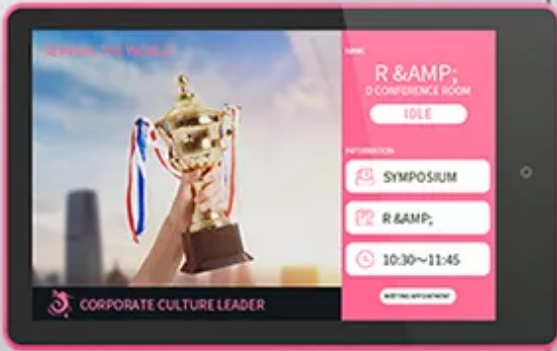 SERVING THE WORLD
NAME
R &AMP;
D CONFERENCE ROOM
IDLE
INFORMATION
SYMPOSIUM
R &AMP;
10:30～11:45
MEETING APPOINTMENT
CORPORATE CULTURE LEADER